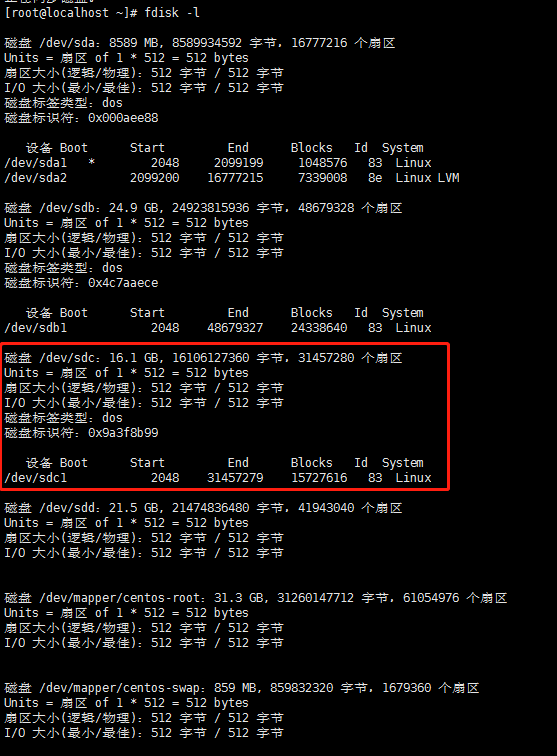 [root@localhost ~]# fdisk -l
磁盘 /dev/sda：8589 MB, 8589934592 字节，16777216 个扇区
Units = 扇区 of 1 * 512 = 512 bytes
扇区大小(逻辑/物理)：512 字节 / 512 字节
I/O 大小(最小/最佳)：512 字节 / 512 字节
磁盘标签类型：dos
磁盘标识符：0x000aee88
设备 Boot Start End Blocks Id System
/dev/sda1 * 2048 2099199 1048576 83 Linux
/dev/sda2 2099200 16777215 7339008 8e Linux LVM
磁盘 /dev/sdb：24.9 GB, 24923815936 字节，48679328 个扇区
Units = 扇区 of 1 * 512 = 512 bytes
扇区大小(逻辑/物理)：512 字节 / 512 字节
I/O 大小(最小/最佳)：512 字节 / 512 字节
磁盘标签类型：dos
磁盘标识符：0x4c7aaece
设备 Boot Start End Blocks Id System
/dev/sdb1 2048 48679327 24338640 83 Linux
磁盘 /dev/sdc：16.1 GB, 16106127360 字节，31457280 个扇区
Units = 扇区 of 1 * 512 = 512 bytes
扇区大小(逻辑/物理)：512 字节 / 512 字节
I/O 大小(最小/最佳)：512 字节 / 512 字节
磁盘标签类型：dos
磁盘标识符：0x9a3f8b99
设备 Boot Start End Blocks Id System
/dev/sdc1 2048 31457279 15727616 83 Linux
磁盘 /dev/sdd：21.5 GB, 21474836480 字节，41943040 个扇区
Units = 扇区 of 1 * 512 = 512 bytes
扇区大小(逻辑/物理)：512 字节 / 512 字节
I/O 大小(最小/最佳)：512 字节 / 512 字节
磁盘 /dev/mapper/centos-root：31.3 GB, 31260147712 字节，61054976 个扇区
Units = 扇区 of 1 * 512 = 512 bytes
扇区大小(逻辑/物理)：512 字节 / 512 字节
I/O 大小(最小/最佳)：512 字节 / 512 字节
磁盘 /dev/mapper/centos-swap：859 MB, 859832320 字节，1679360 个扇区
Units = 扇区 of 1 * 512 = 512 bytes
扇区大小(逻辑/物理)：512 字节 / 512 字节
I/O 大小(最小/最佳)：512 字节 / 512 字节